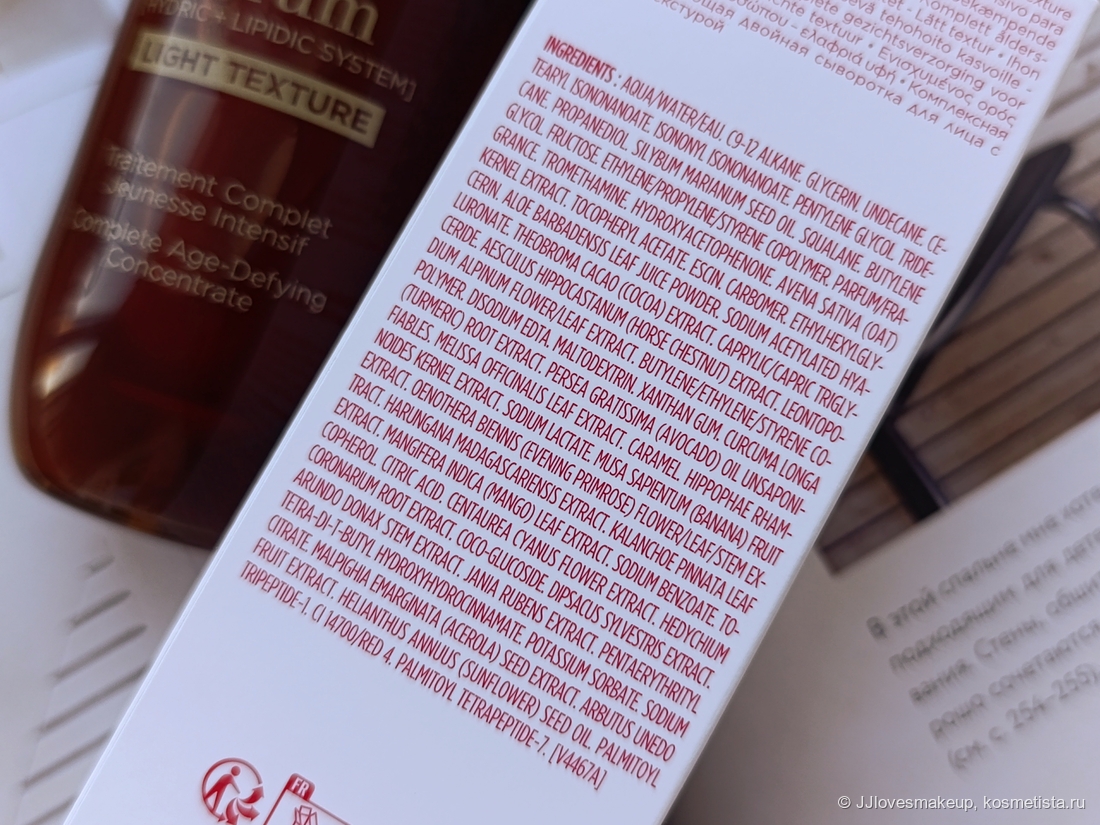 [HYDRIC + LIPIDIC SYSTEM]
LIGHT TEXTURE
Traitement Complet
Jeunesse Intensif
Complete Age-Defying
Concentrate
INGREDIENTS : AQUA/WATER/EAU. C9-12 ALKANE. GLYCERIN. UNDECANE. CE-
TEARYL ISONONANOATE. ISONONYL ISONONANOATE. PENTYLENE GLYCOL. TRIDE-
CANE. PROPANEDIOL. SILYBUM MARIANUM SEED OIL. SQUALANE. BUTYLENE
GLYCOL. FRUCTOSE. ETHYLENE/PROPYLENE/STYRENE COPOLYMER. PARFUM/FRA-
GRANCE. TROMETHAMINE. HYDROXYACETOPHENONE. AVENA SATIVA (OAT)
KERNEL EXTRACT. TOCOPHERYL ACETATE. ESCIN. CARBOMER. ETHYLHEXYLGLY-
CERIN. ALOE BARBADENSIS LEAF JUICE POWDER. SODIUM ACETYLATED HYA-
LURONATE. THEOBROMA CACAO (COCOA) EXTRACT. CAPRYLIC/CAPRIC TRIGLY-
CERIDE. AESCULUS HIPPOCASTANUM (HORSE CHESTNUT) EXTRACT. LEONTOPO-
DIUM ALPINUM FLOWER/LEAF EXTRACT. BUTYLENE/ETHYLENE/STYRENE CO-
POLYMER. DISODIUM EDTA. MALTODEXTRIN. XANTHAN GUM. CURCUMA LONGA
(TURMERIC) ROOT EXTRACT. PERSEA GRATISSIMA (AVOCADO) OIL UNSAPONI-
FIABLES. MELISSA OFFICINALIS LEAF EXTRACT. CARAMEL. HIPPOPHAE RHAM-
NOIDES KERNEL EXTRACT. SODIUM LACTATE. MUSA SAPIENTUM (BANANA) FRUIT
EXTRACT. OENOTHERA BIENNIS (EVENING PRIMROSE) FLOWER/LEAF/STEM EX-
TRACT. HARUNGANA MADAGASCARIENSIS EXTRACT. KALANCHOE PINNATA LEAF
EXTRACT. MANGIFERA INDICA (MANGO) LEAF EXTRACT. SODIUM BENZOATE. TO-
COPHEROL. CITRIC ACID. CENTAUREA CYANUS FLOWER EXTRACT. HEDYCHIUM
CORONARIUM ROOT EXTRACT. COCO-GLUCOSIDE. DIPSACUS SYLVESTRIS EXTRACT.
ARUNDO DONAX STEM EXTRACT. JANIA RUBENS EXTRACT. PENTAERYTHRITYL
TETRA-DI-T-BUTYL HYDROXYHYDROCINNAMATE. POTASSIUM SORBATE. SODIUM
CITRATE. MALPIGHIA EMARGINATA (ACEROLA) SEED EXTRACT. ARBUTUS UNEDO
FRUIT EXTRACT. HELIANTHUS ANNUUS (SUNFLOWER) SEED OIL. PALMITOYL
TRIPEPTIDE-1. CI 14700/RED 4. PALMITOYL TETRAPEPTIDE-7. [V4467A]
FR
В этой спальне
подходящим для
вания. Стены,
сочетаются
(см. с. 254–255)
© JJlovesmakeup, kosmetista.ru